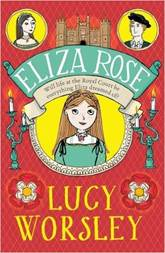 ELIZA ROSE
Will life at the Royal Court be
everything Eliza dreamed of?
LUCY
WORSLEY